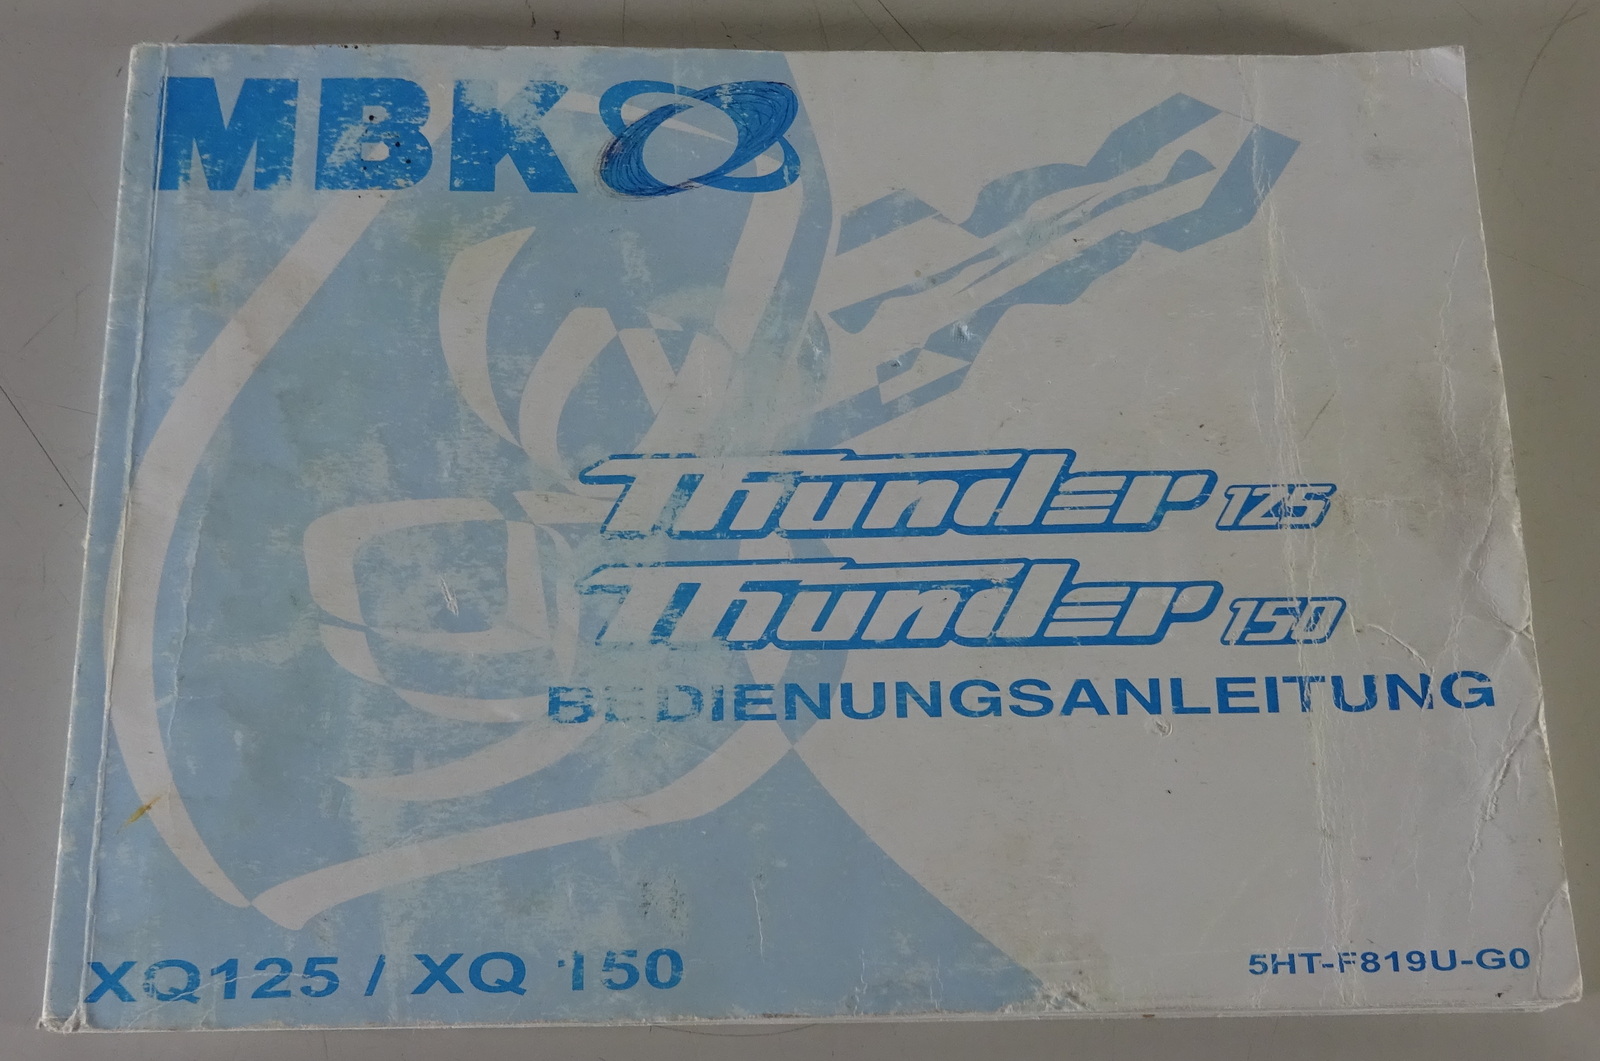 MBK
Thunder 125
Thunder 150
BEDIENUNGSANLEITUNG
XQ125 / XQ 150
5HT-F819U-G0